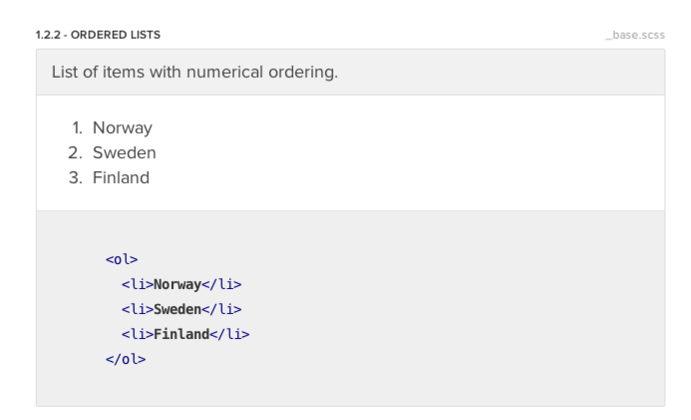 1.2.2 - ORDERED LISTS _base.scss
List of items with numerical ordering.
1. Norway
2. Sweden
3. Finland
<ol>
<li>Norway</li>
<li>Sweden</li>
<li>Finland</li>
</ol>